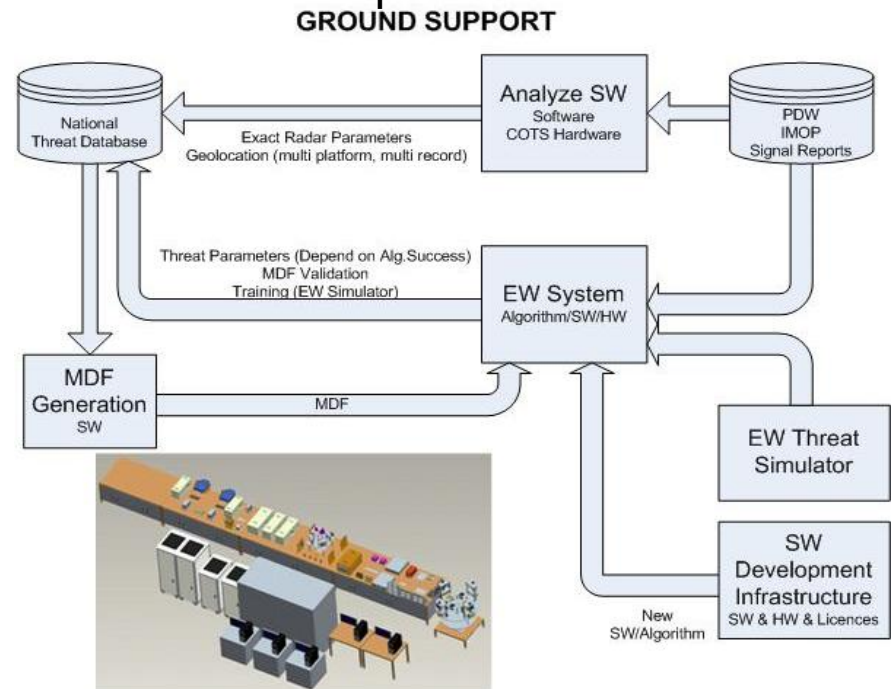 GROUND SUPPORT
National
Threat Database
Analyze SW
Software
COTS Hardware
PDW
IMOP
Signal Reports
Exact Radar Parameters
Geolocation (multi platform, multi record)
Threat Parameters (Depend on Alg.Success)
MDF Validation
Training (EW Simulator)
EW System
Algorithm/SW/HW
MDF
Generation
SW
MDF
EW Threat
Simulator
SW
Development
Infrastructure
SW & HW & Licences
New
SW/Algorithm